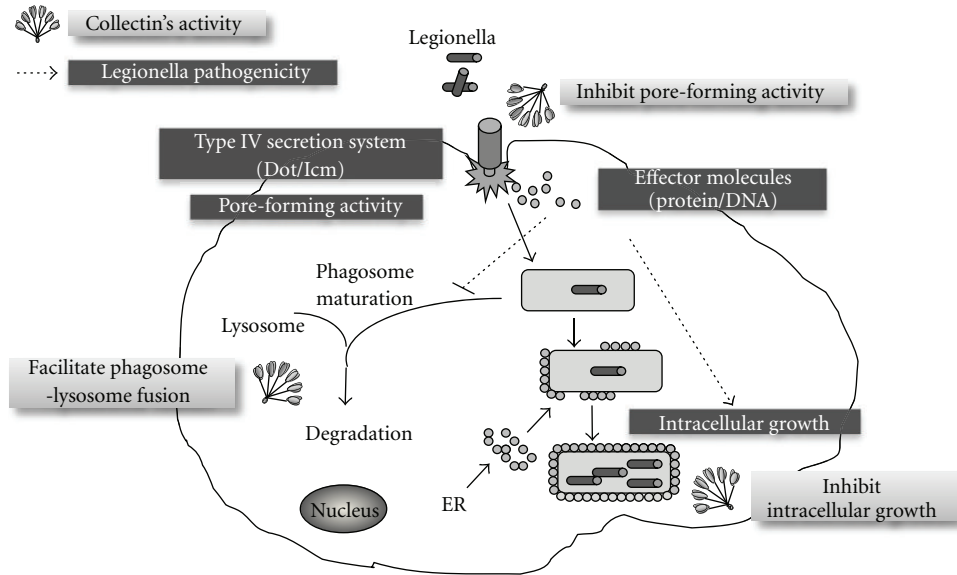 Collectin's activity
Legionella pathogenicity
Legionella
Inhibit pore-forming activity
Type IV secretion system
(Dot/Icm)
Pore-forming activity
Effector molecules
(protein/DNA)
Phagosome
maturation
Lysosome
Facilitate phagosome
-lysosome fusion
Degradation
Intracellular growth
ER
Nucleus
Inhibit
intracellular growth